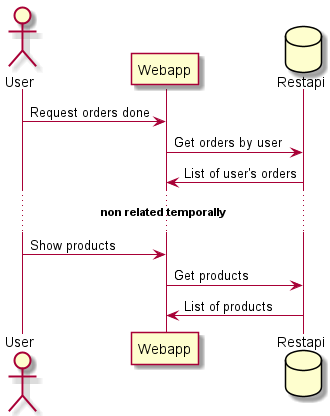 User
Webapp
Restapi
Request orders done
Get orders by user
List of user's orders
non related temporally
Show products
Get products
List of products
User
Webapp
Restapi